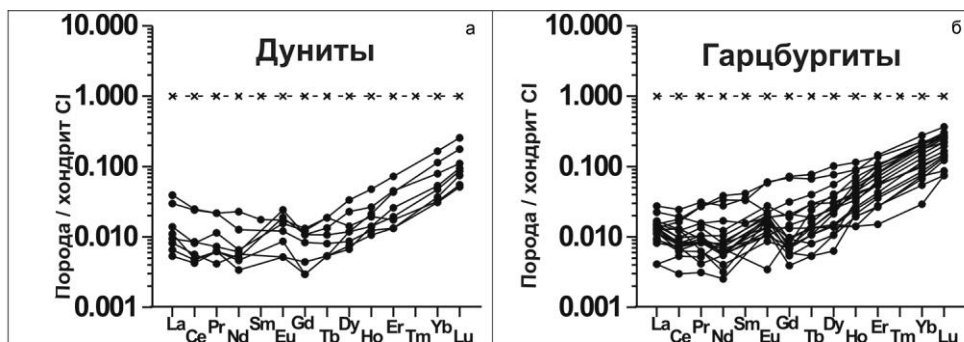 а
Дуниты
10.000
1.000
0.100
0.010
0.001
Порода / хондрит CI
La Ce Pr Nd Sm Eu Gd Tb Dy Ho Er Tm Yb Lu
б
Гарцбургиты
10.000
1.000
0.100
0.010
0.001
Порода / хондрит CI
La Ce Pr Nd Sm Eu Gd Tb Dy Ho Er Tm Yb Lu